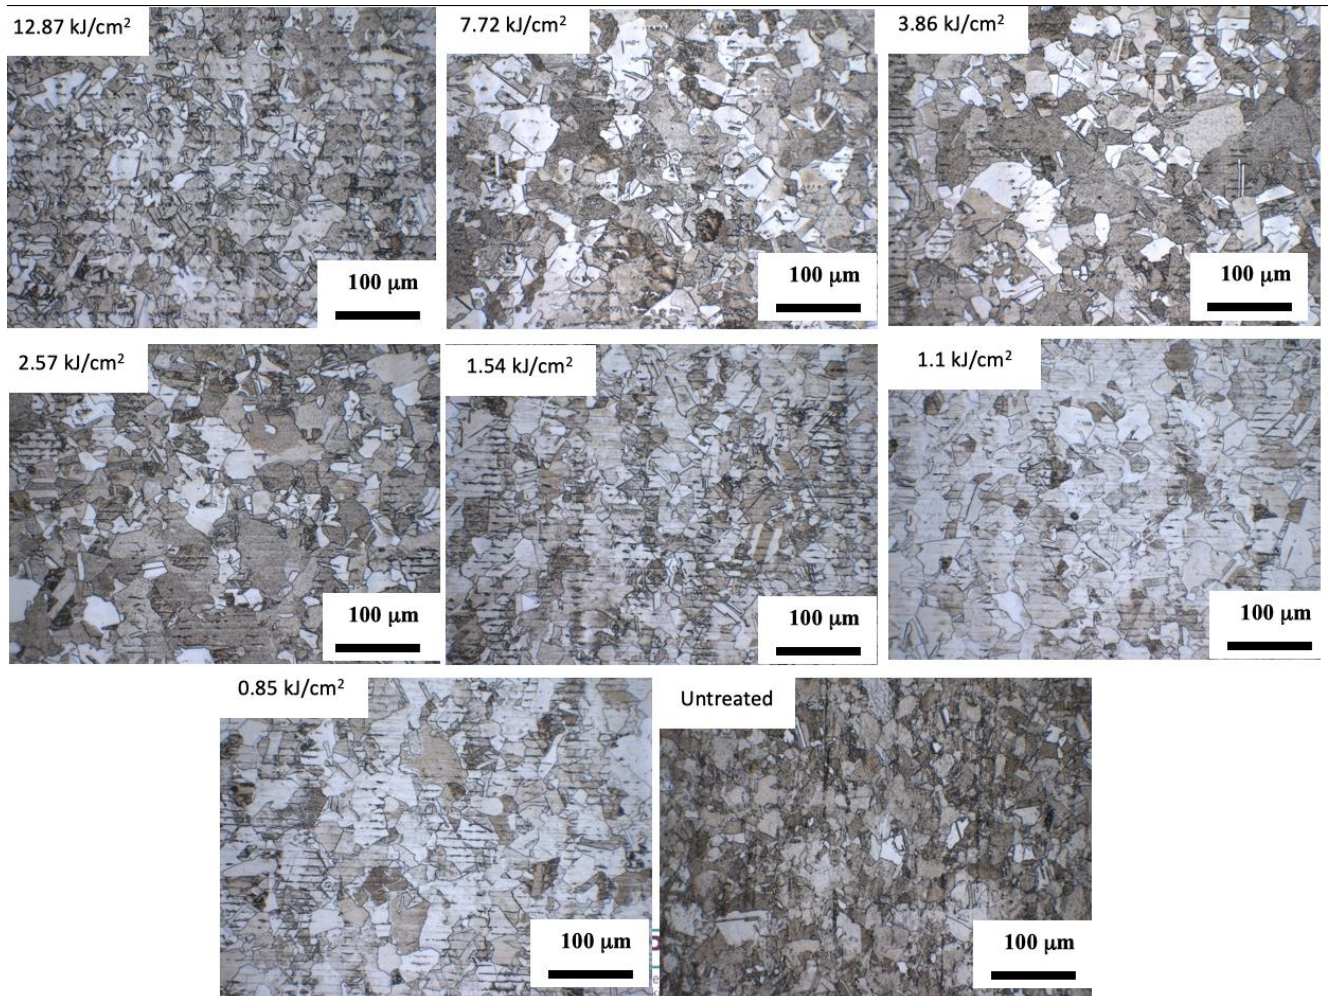 12.87 kJ/cm²
7.72 kJ/cm²
3.86 kJ/cm²
100 μm
100 μm
100 μm
2.57 kJ/cm²
1.54 kJ/cm²
1.1 kJ/cm²
100 μm
100 μm
100 μm
0.85 kJ/cm²
Untreated
100 μm
100 μm